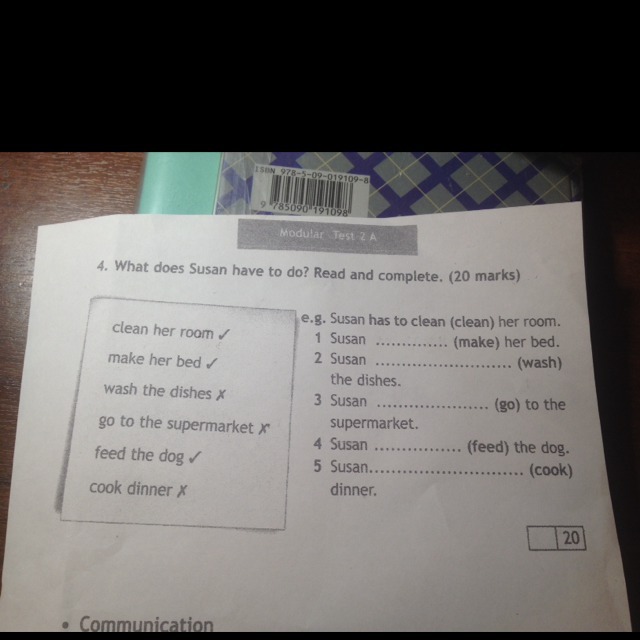 ISBN 978-5-09-019109-8
9 785090 191098
Modular Test 2 A
4. What does Susan have to do? Read and complete. (20 marks)
clean her room ✓
make her bed ✓
wash the dishes ✗
go to the supermarket ✗
feed the dog ✓
cook dinner ✗
e.g. Susan has to clean (clean) her room.
1 Susan ............. (make) her bed.
2 Susan ......................... (wash)
the dishes.
3 Susan .................... (go) to the
supermarket.
4 Susan ................ (feed) the dog.
5 Susan............................ (cook)
dinner.
20
• Communication